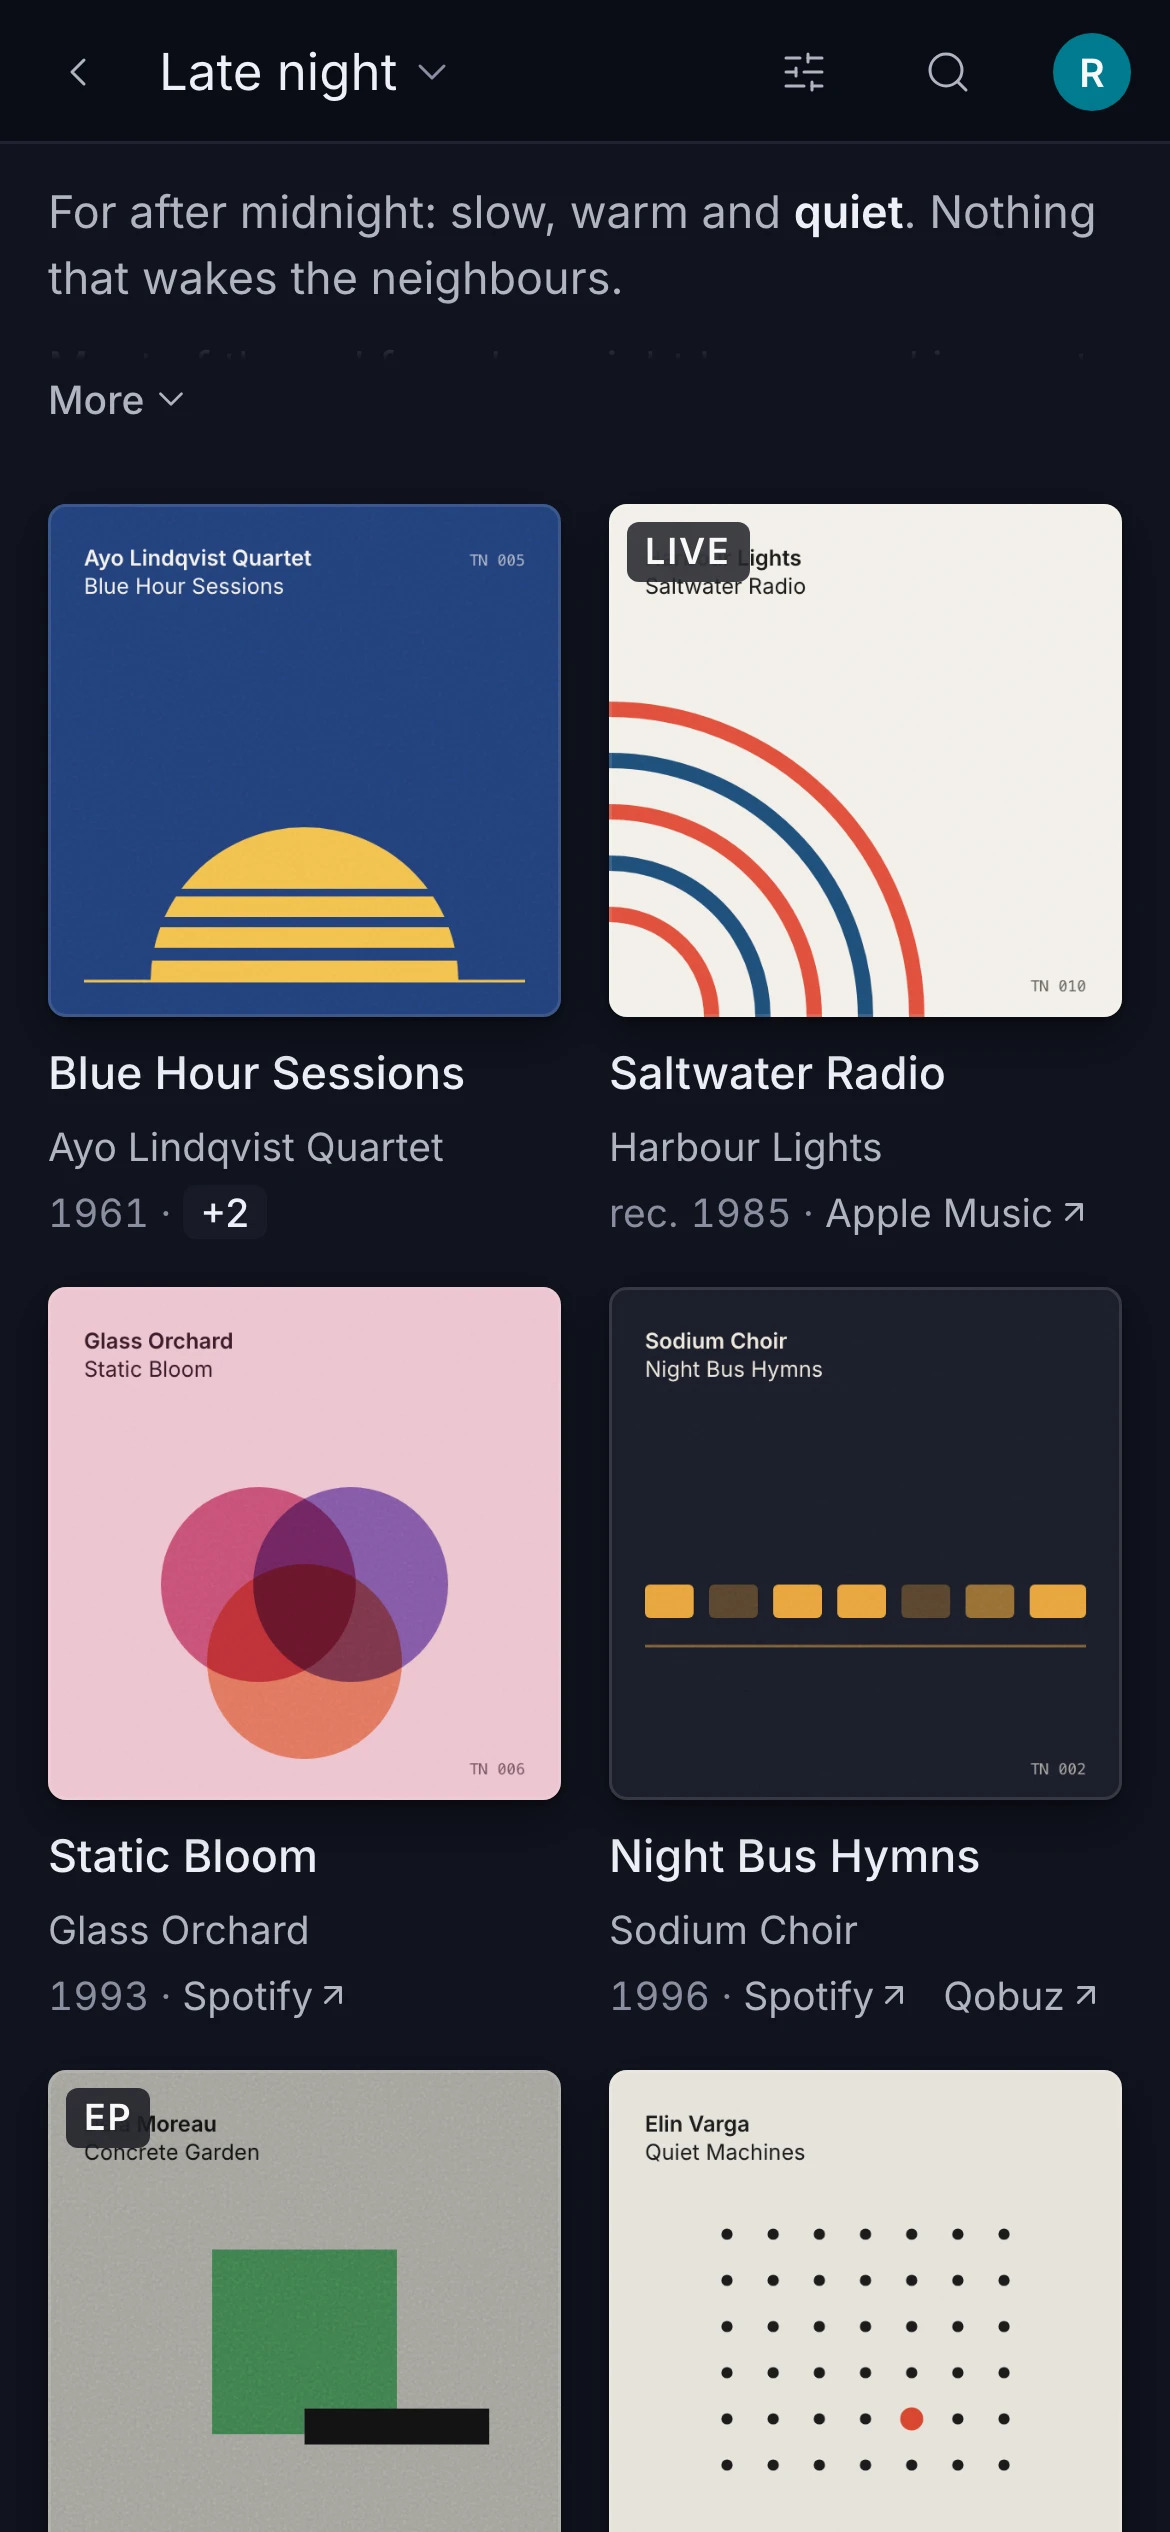 Late night
R
For after midnight: slow, warm and quiet. Nothing
that wakes the neighbours.
More
Ayo Lindqvist Quartet
Blue Hour Sessions
TN 005
LIVE
Lights
Saltwater Radio
TN 010
Blue Hour Sessions
Ayo Lindqvist Quartet
1961 · +2
Saltwater Radio
Harbour Lights
rec. 1985 · Apple Music
Glass Orchard
Static Bloom
TN 006
Sodium Choir
Night Bus Hymns
TN 002
Static Bloom
Glass Orchard
1993 · Spotify
Night Bus Hymns
Sodium Choir
1996 · Spotify Qobuz
EP
Moreau
Concrete Garden
Elin Varga
Quiet Machines